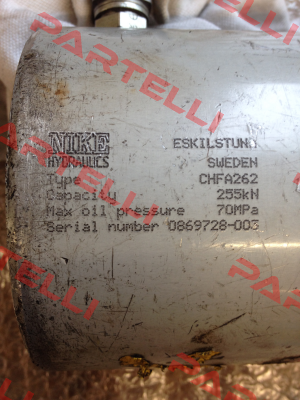 NIKE ESKILSTUNA
HYDRAULICS SWEDEN
Type CHFA262
Capacity 255kN
Max oil pressure 70MPa
Serial number 0869728-003
PARTELLI
PARTELLI
PARTELLI